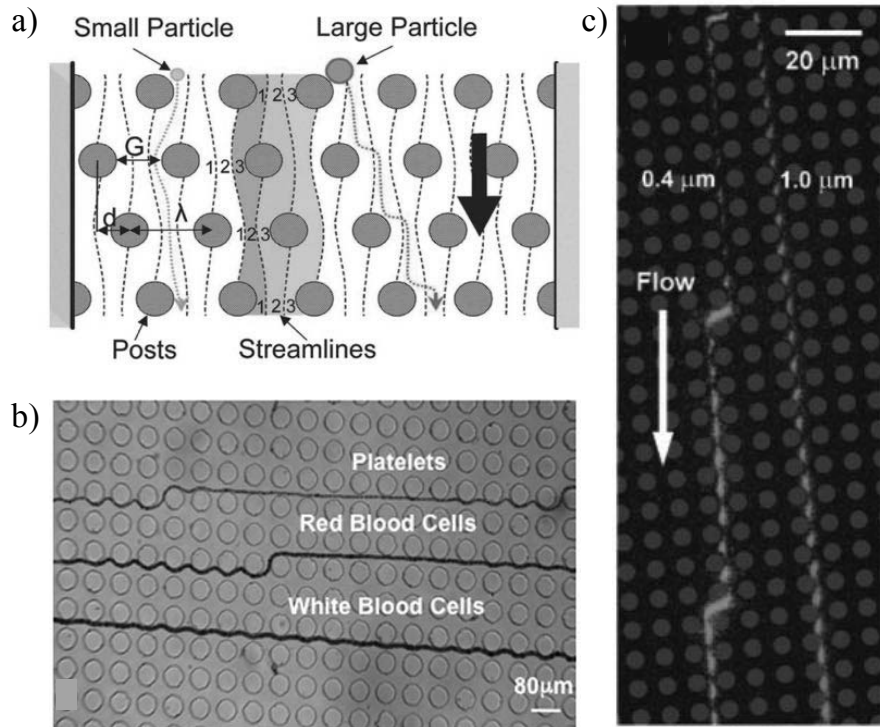 a)
Small Particle
Large Particle
1 2 3
G
1 2 3
d
λ
1 2 3
1 2 3
Posts
Streamlines
b)
Platelets
Red Blood Cells
White Blood Cells
80μm
c)
20 μm
0.4 μm
1.0 μm
Flow